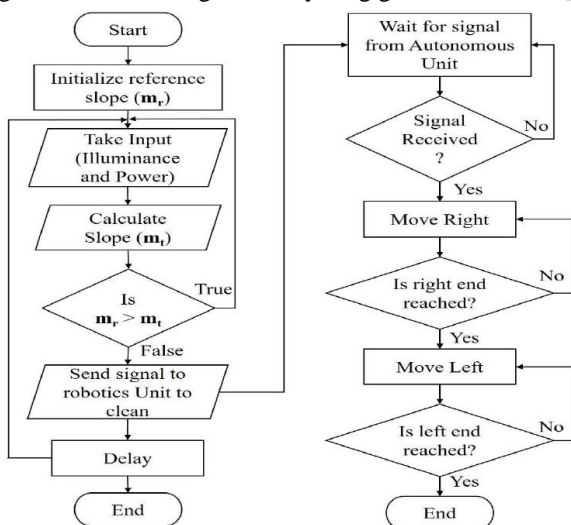 Start
Initialize reference
slope (mr)
Take Input
(Illuminance
and Power)
Calculate
Slope (mt)
Is
mr > mt
True
False
Send signal to
robotics Unit to
clean
Delay
End
Wait for signal
from Autonomous
Unit
Signal
Received
?
No
Yes
Move Right
Is right end
reached?
No
Yes
Move Left
Is left end
reached?
No
Yes
End